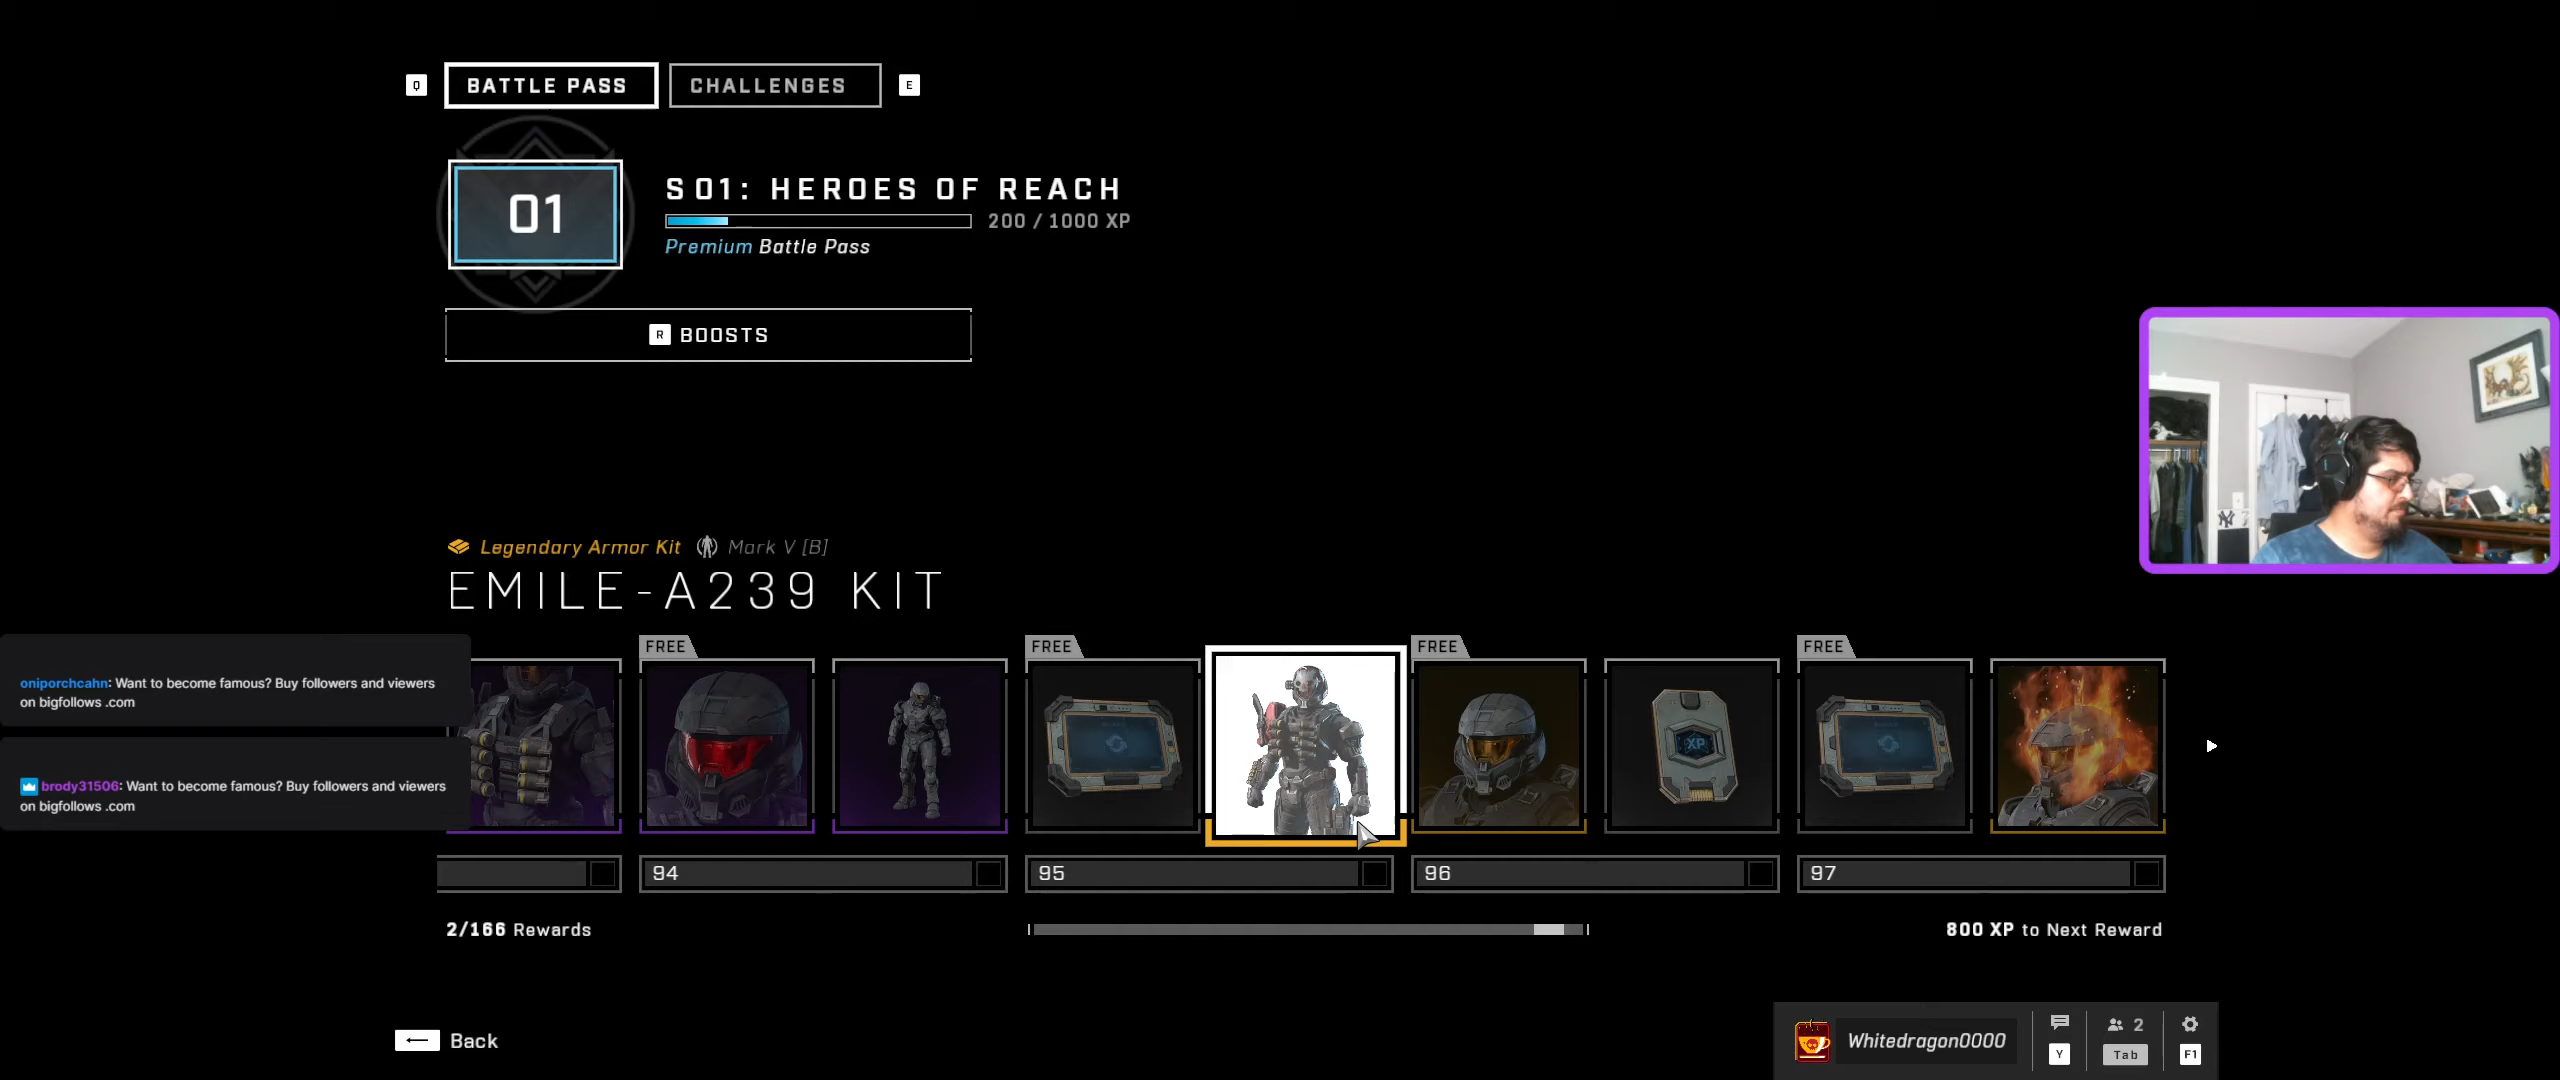 Q
BATTLE PASS
CHALLENGES
E
01
S01: HEROES OF REACH
200 / 1000 XP
Premium Battle Pass
R BOOSTS
Legendary Armor Kit Mark V [B]
EMILE-A239 KIT
oniporchcahn: Want to become famous? Buy followers and viewers
on bigfollows .com
brody31506: Want to become famous? Buy followers and viewers
on bigfollows .com
FREE
FREE
FREE
FREE
XP
94
95
96
97
2/166 Rewards
800 XP to Next Reward
Back
Whitedragon0000
Y
2
Tab
F1